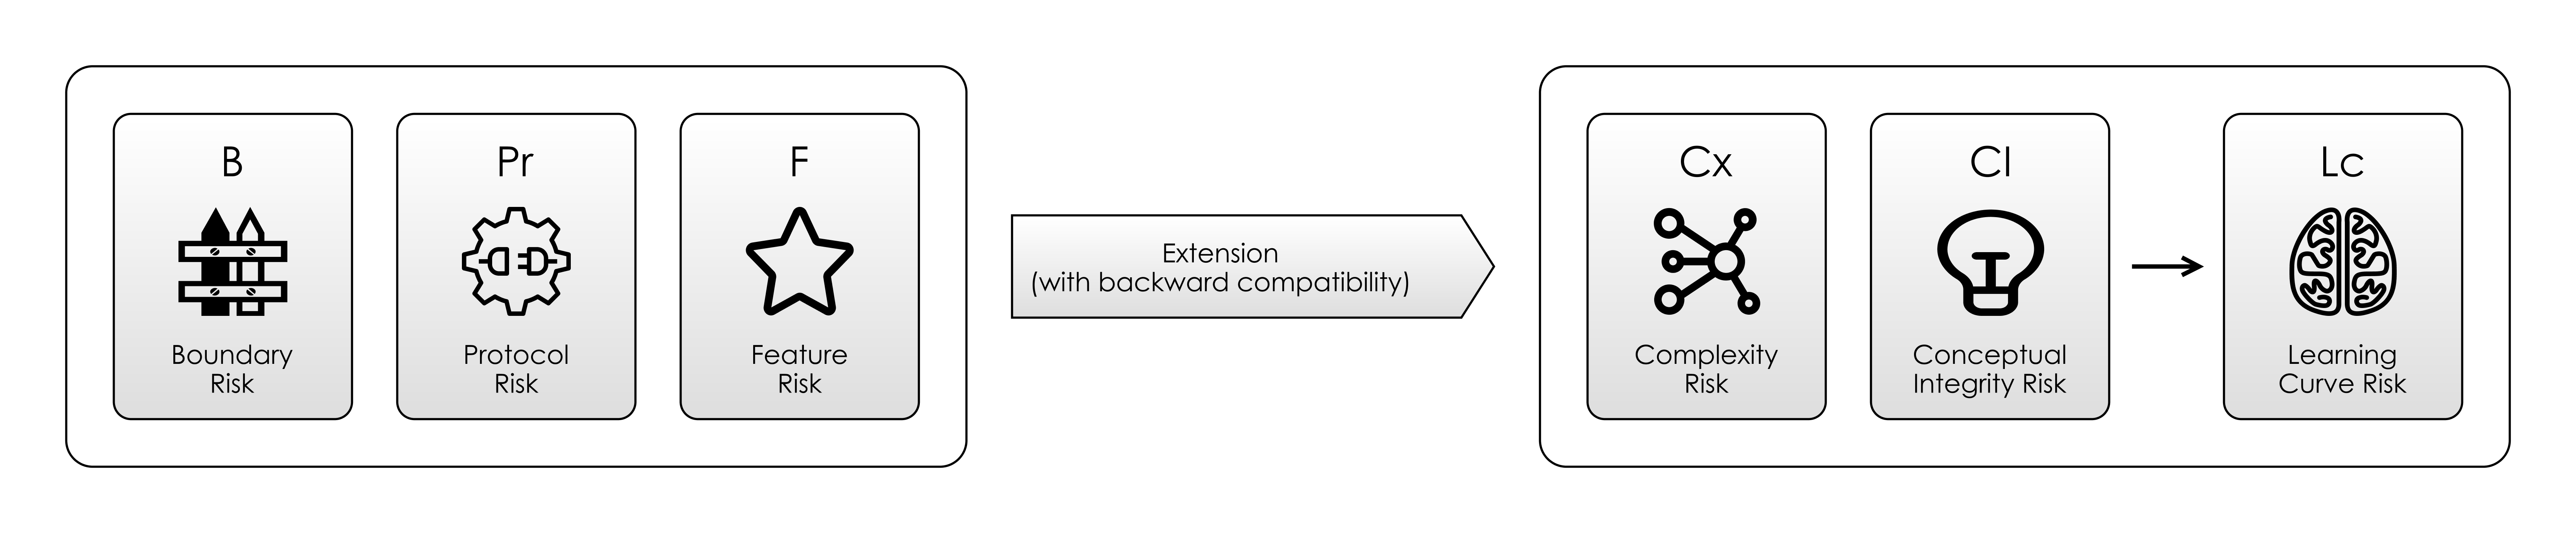 B
Boundary
Risk
Pr
Protocol
Risk
F
Feature
Risk
Extension
(with backward compatibility)
Cx
Complexity
Risk
CI
Conceptual
Integrity Risk
Lc
Learning
Curve Risk